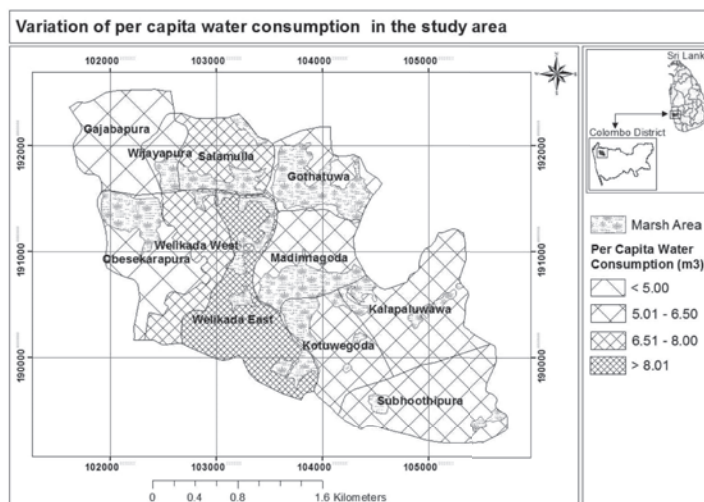 Variation of per capita water consumption in the study area
102000 103000 104000 105000
Sri Lank
Colombo District
192000 192000
191000 191000
190000 190000
Gajabapura
Wijayapura
Salamulla
Gothatuwa
Welikada West
Obesekarapura
Madinnagoda
Welikada East
Kalapaluwawa
Kotuwegoda
Subhoothipura
102000 103000 104000 105000
0 0.4 0.8 1.6 Kilometers
Marsh Area
Per Capita Water
Consumption (m3)
< 5.00
5.01 - 6.50
6.51 - 8.00
> 8.01